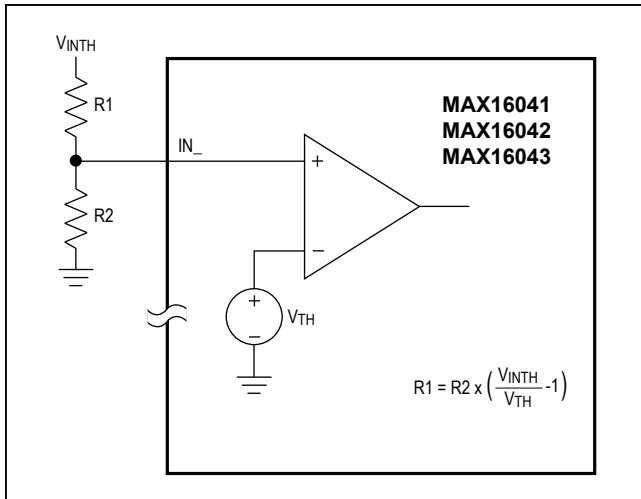 VINTH
R1
MAX16041
MAX16042
MAX16043
IN_
+
R2
−
+
−
VTH
R1 = R2 x (VINTH/VTH -1)